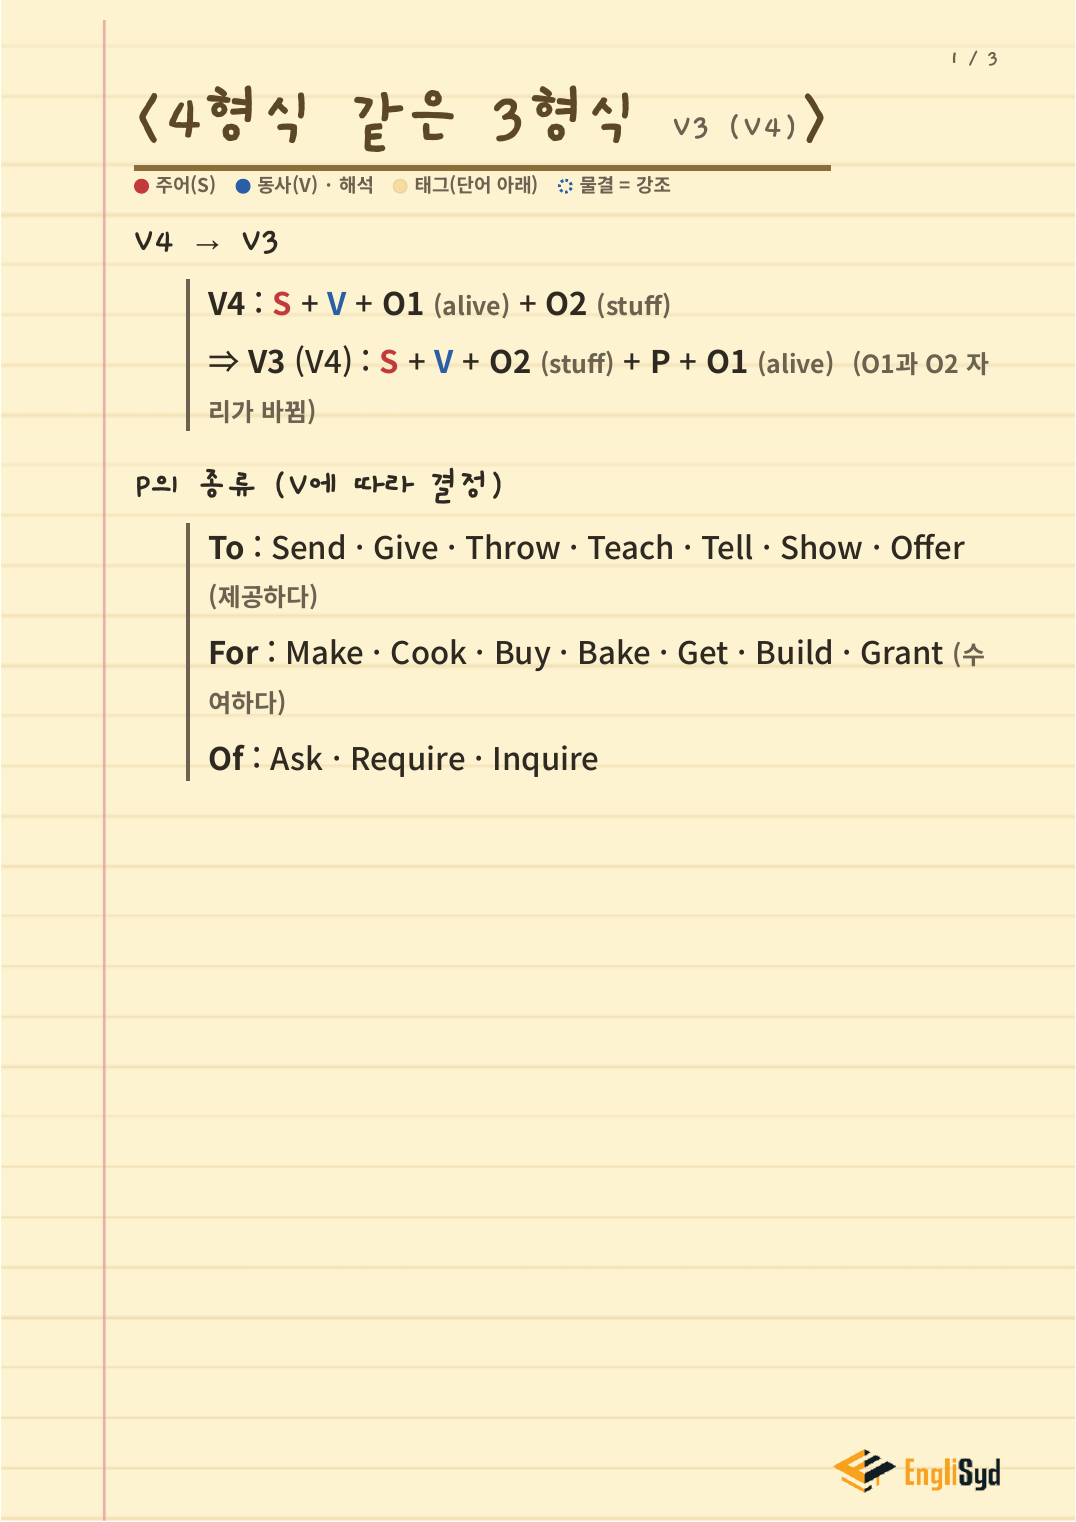 1 / 3
〈4형식 같은 3형식 V3 (V4)〉
주어(S) 동사(V) · 해석 태그(단어 아래) 물결 = 강조
V4 → V3
V4 : S + V + O1 (alive) + O2 (stuff)
⇒ V3 (V4) : S + V + O2 (stuff) + P + O1 (alive) (O1과 O2 자
리가 바뀜)
P의 종류 (V에 따라 결정)
To : Send · Give · Throw · Teach · Tell · Show · Offer
(제공하다)
For : Make · Cook · Buy · Bake · Get · Build · Grant (수
여하다)
Of : Ask · Require · Inquire
EngliSyd